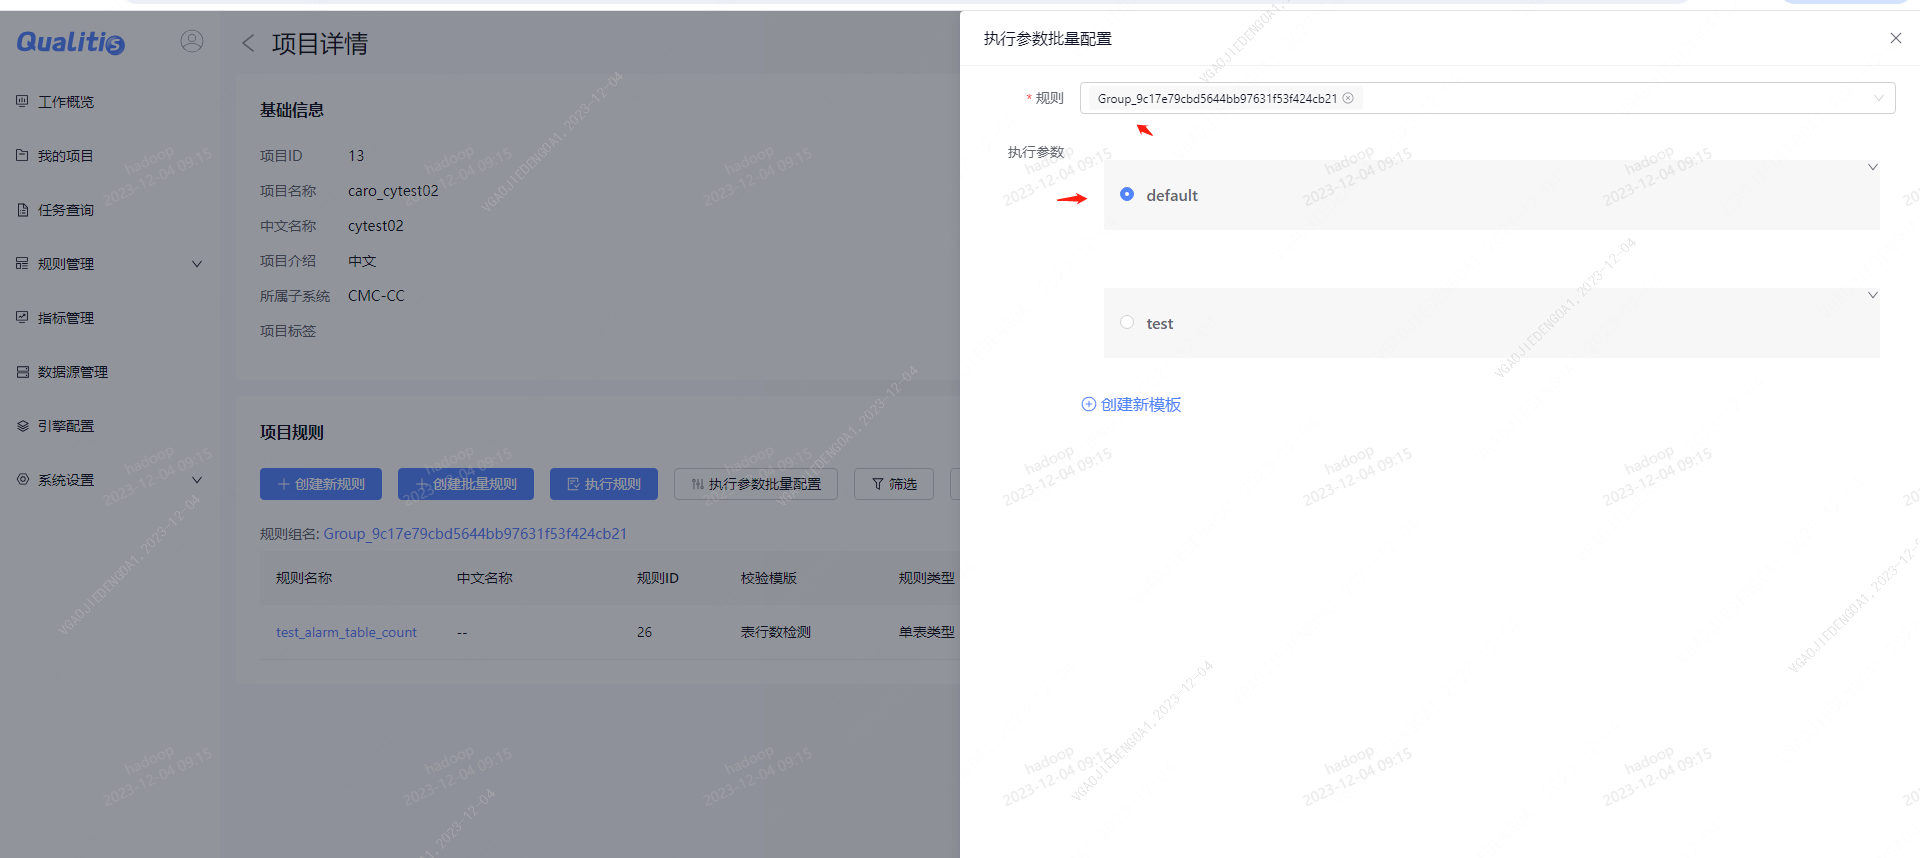 Qualitis
工作概览
我的项目
任务查询
规则管理
指标管理
数据源管理
引擎配置
系统设置
项目详情
基础信息
项目ID 13
项目名称 caro_cytest02
中文名称 cytest02
项目介绍 中文
所属子系统 CMC-CC
项目标签
项目规则
创建新规则 创建批量规则 执行规则 执行参数批量配置 筛选
规则组名: Group_9c17e79cbd5644bb97631f53f424cb21
规则名称 中文名称 规则ID 校验模版 规则类型
test_alarm_table_count -- 26 表行数检测 单表类型
执行参数批量配置
* 规则 Group_9c17e79cbd5644bb97631f53f424cb21
执行参数
default
test
创建新模板
hadoop
2023-12-04 09:15
VGAOJIEDENGOA1,2023-12-04